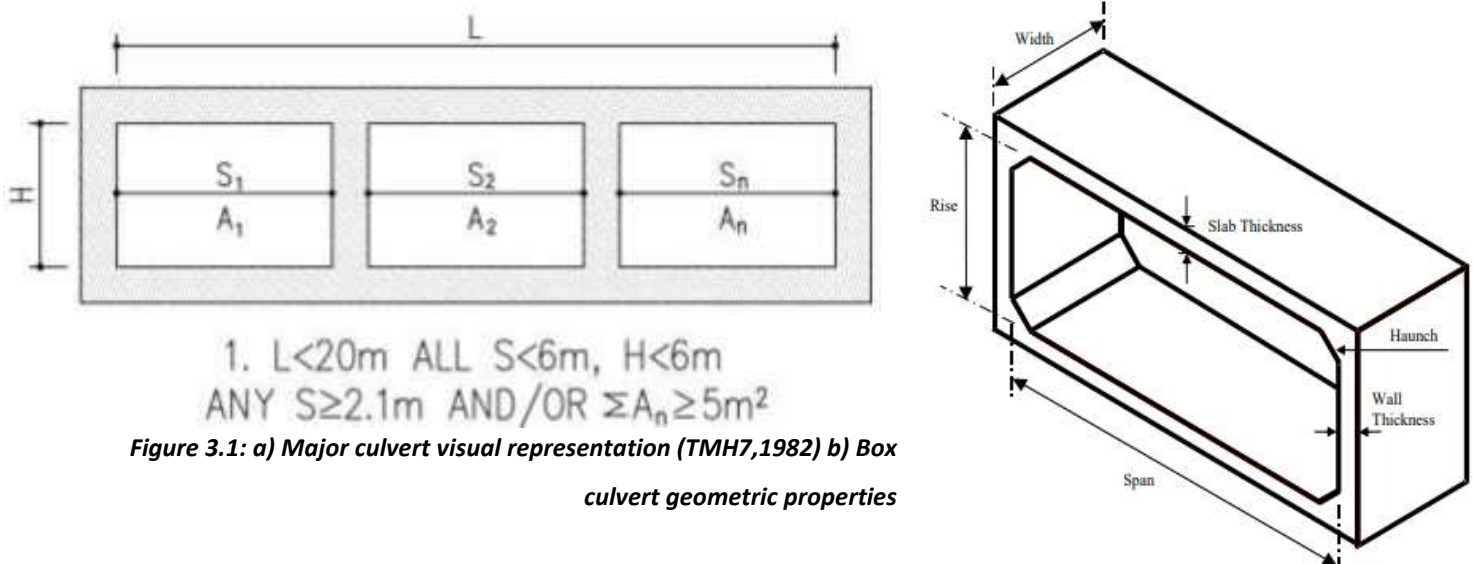 L
H
S₁
A₁
S₂
A₂
Sₙ
Aₙ
1. L<20m ALL S<6m, H<6m
ANY S≥2.1m AND/OR ΣAₙ≥5m²
Figure 3.1: a) Major culvert visual representation (TMH7,1982) b) Box
culvert geometric properties
Width
Rise
Slab Thickness
Haunch
Wall
Thickness
Span